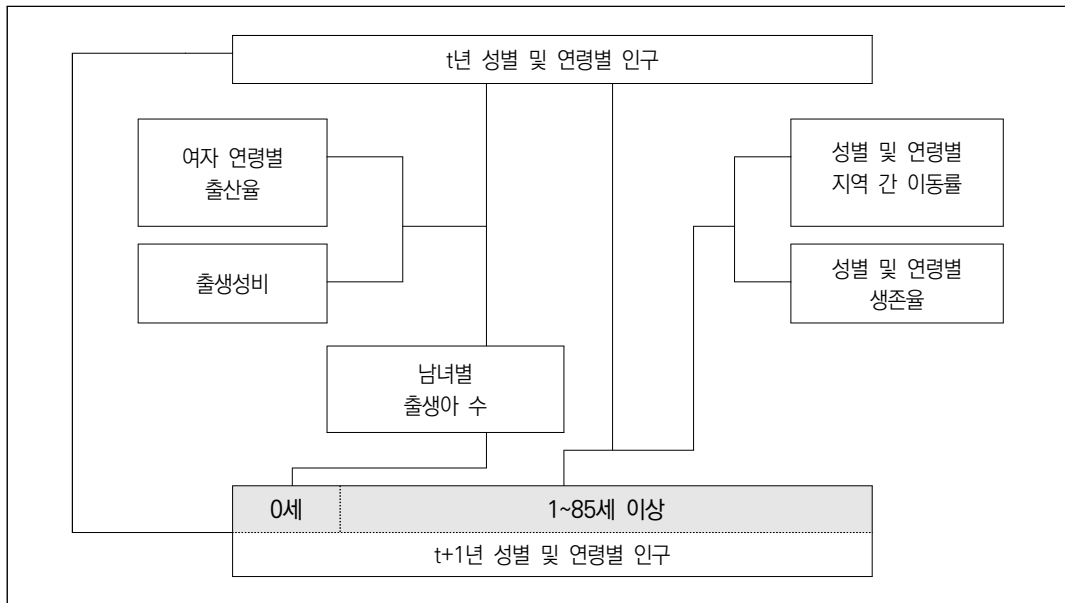 t년 성별 및 연령별 인구
여자 연령별
출산율
성별 및 연령별
지역 간 이동률
출생성비
성별 및 연령별
생존율
남녀별
출생아 수
0세
1~85세 이상
t+1년 성별 및 연령별 인구